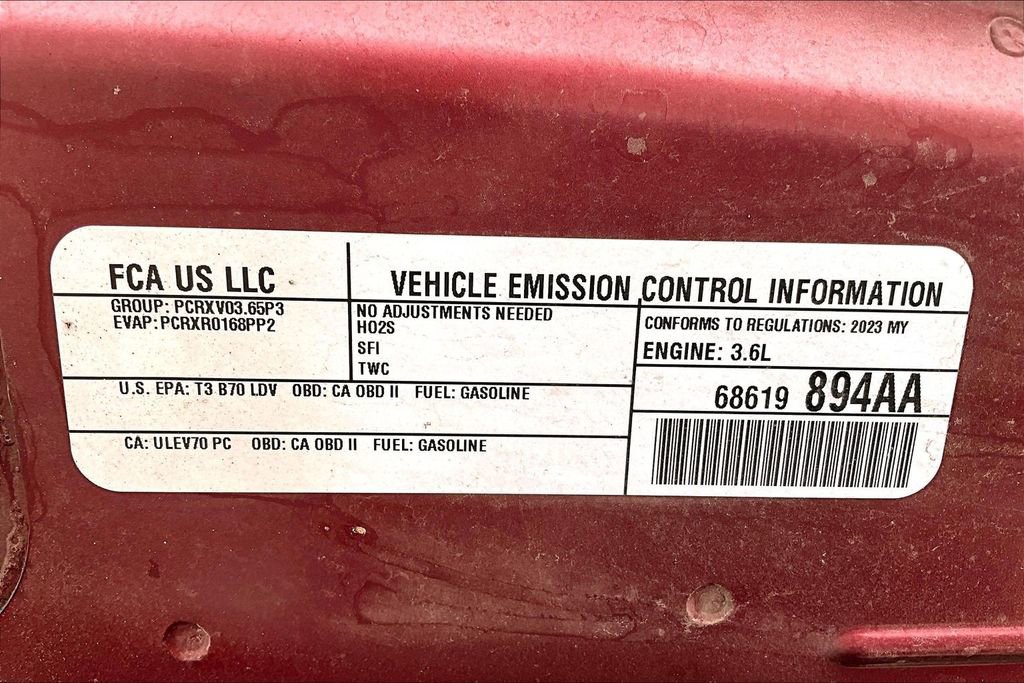 FCA US LLC
VEHICLE EMISSION CONTROL INFORMATION
GROUP: PCRXV03.65P3
EVAP: PCRXR0168PP2
NO ADJUSTMENTS NEEDED
HO2S
SFI
TWC
CONFORMS TO REGULATIONS: 2023 MY
ENGINE: 3.6L
68619 894AA
U.S. EPA: T3 B70 LDV OBD: CA OBD II FUEL: GASOLINE
CA: ULEV70 PC OBD: CA OBD II FUEL: GASOLINE